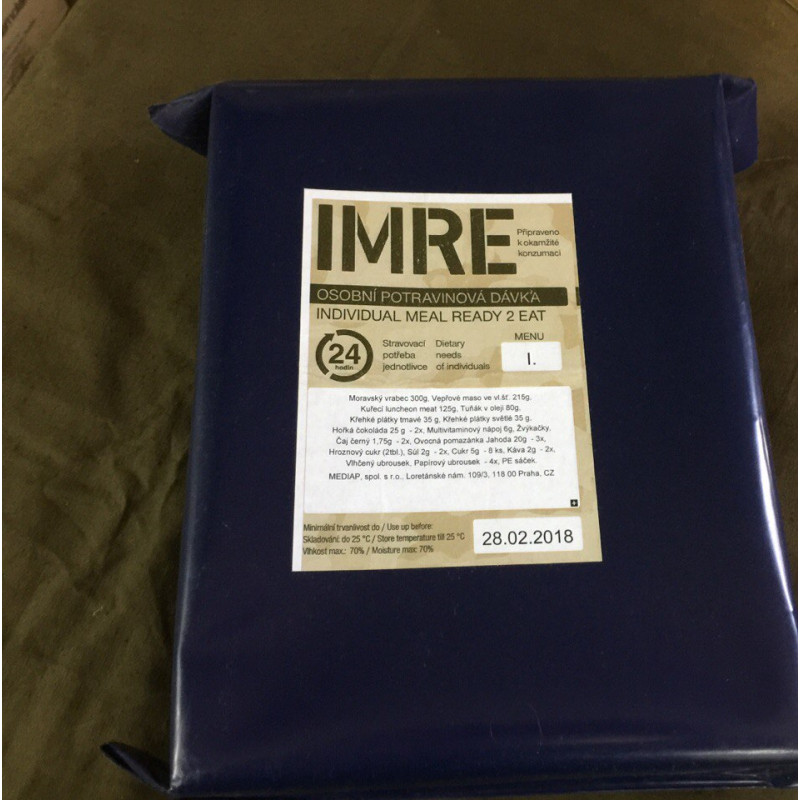 IMRE
Připraveno
k okamžité
konzumaci
OSOBNÍ POTRAVINOVÁ DÁVKA
INDIVIDUAL MEAL READY 2 EAT
24
hodin
Stravovací
potřeba
jednotlivce
Dietary
needs
of individuals
MENU
I.
Moravský vrabec 300g, Vepřové maso ve vl.šť. 215g,
Kuřecí luncheon meat 125g, Tuňák v oleji 80g,
Křehké plátky tmavé 35 g, Křehké plátky světlé 35 g,
Hořká čokoláda 25 g - 2x, Multivitaminový nápoj 6g, Žvýkačky,
Čaj černý 1,75g - 2x, Ovocná pomazánka Jahoda 20g - 3x,
Hroznový cukr (2tbl.), Sůl 2g - 2x, Cukr 5g - 8 ks, Káva 2g - 2x,
Vlhčený ubrousek, Papírový ubrousek - 4x, PE sáček.
MEDIAP, spol. s r.o., Loretánské nám. 109/3, 118 00 Praha, CZ
Minimální trvanlivost do / Use up before:
Skladování: do 25 °C / Store temperature till 25 °C
Vlhkost max.: 70% / Moisture max: 70%
28.02.2018